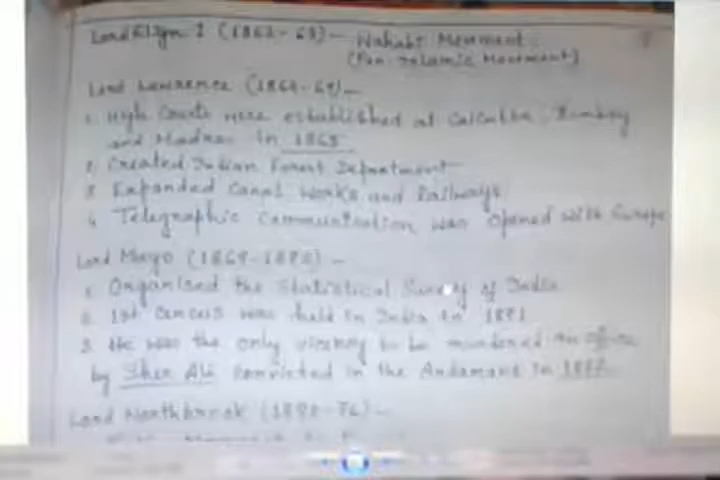 Lord Elgin I (1862-63) - Wahabi Movement
(Pan-Islamic Movement)
Lord Lawrence (1864-69) -
1. High Courts were established at Calcutta, Bombay
and Madras in 1865
2. Created Indian Forest Department
3. Expanded Canal Works and Railways
4. Telegraphic Communication was opened with Europe
Lord Mayo (1869-1872) -
1. Organised the Statistical Survey of India
2. 1st Census was held in India in 1871
3. He was the only viceroy to be murdered in office
by Sher Ali convicted in the Andamans in 1872
Lord Northbrook (1872-76) -